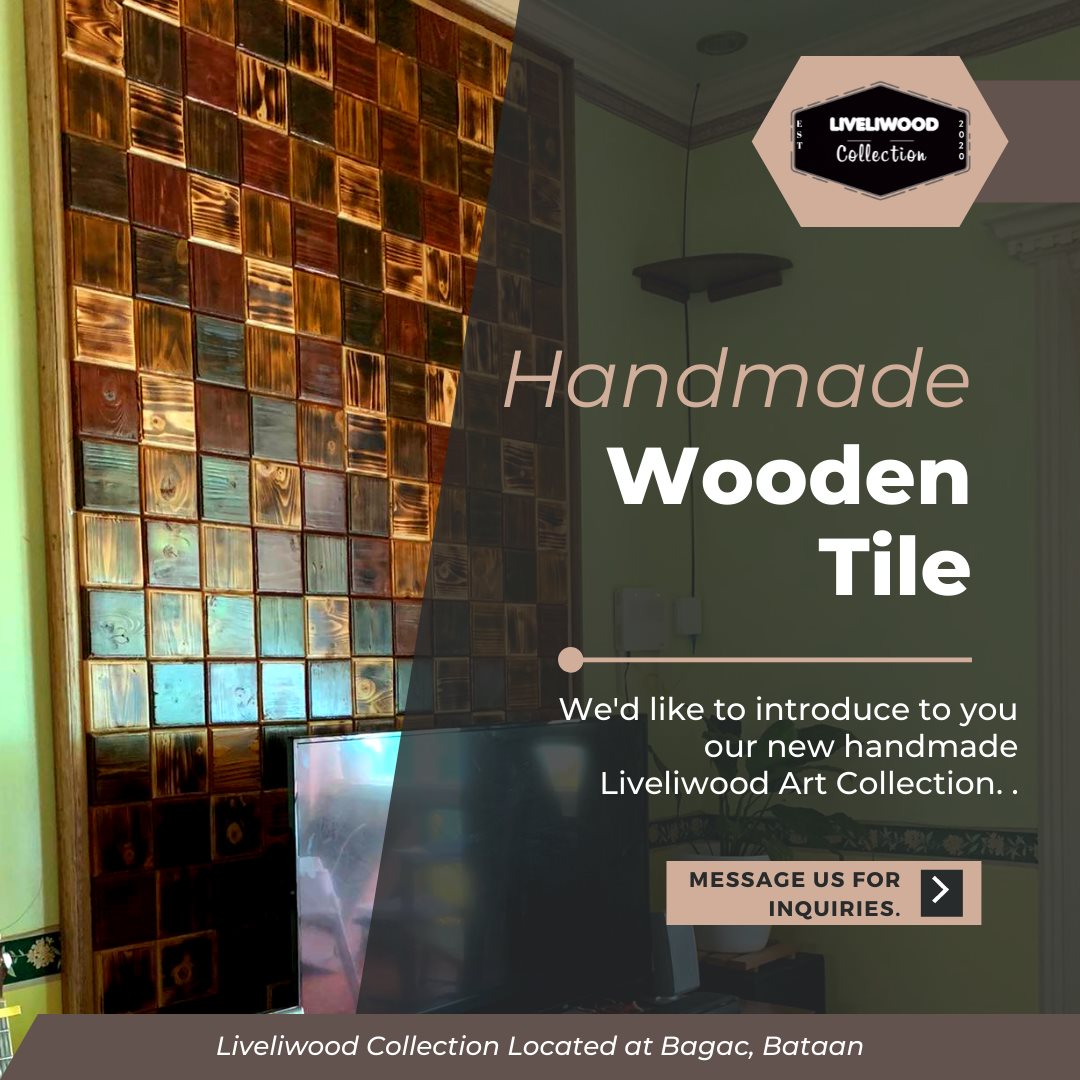 EST
LIVELIWOOD
Collection
2020
Handmade
Wooden
Tile
We'd like to introduce to you
our new handmade
Liveliwood Art Collection. .
MESSAGE US FOR
INQUIRIES.
Liveliwood Collection Located at Bagac, Bataan